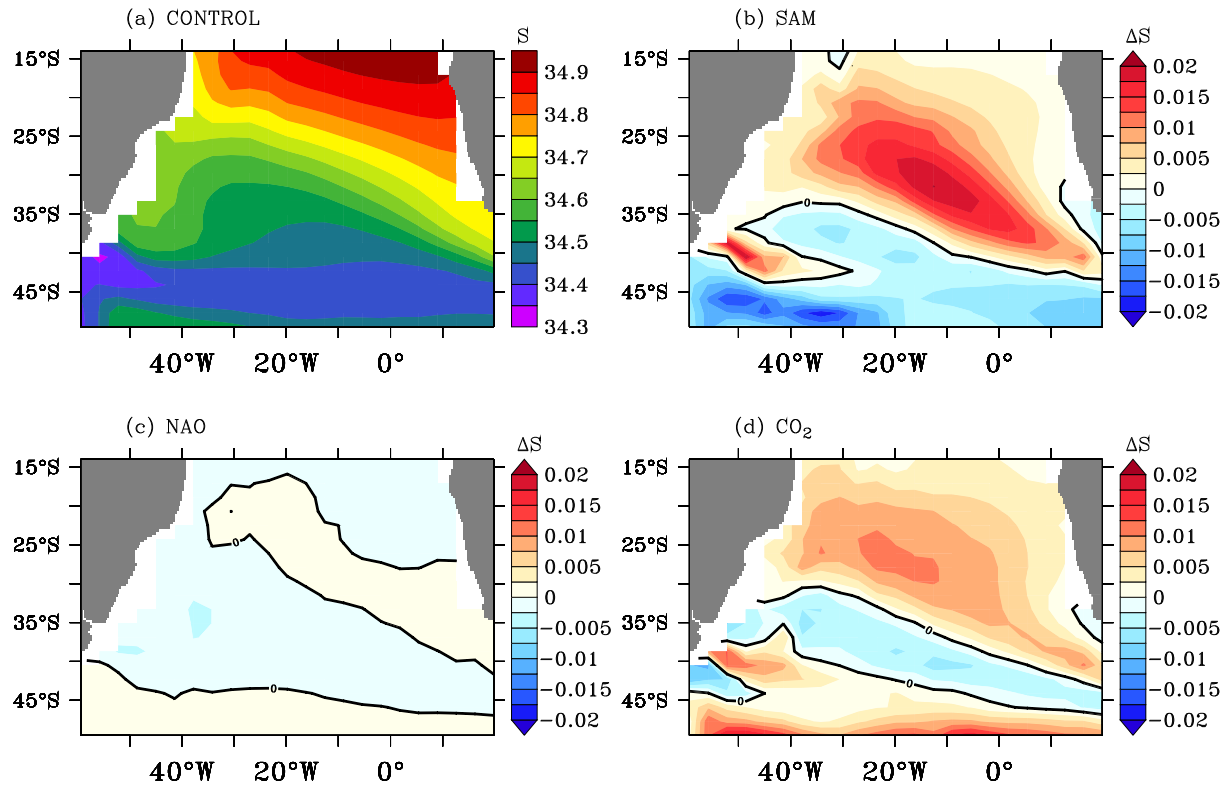 (a) CONTROL
S
15°S
25°S
35°S
45°S
40°W 20°W 0°
34.9
34.8
34.7
34.6
34.5
34.4
34.3
(b) SAM
ΔS
15°S
25°S
35°S
45°S
0
40°W 20°W 0°
0.02
0.015
0.01
0.005
0
−0.005
−0.01
−0.015
−0.02
(c) NAO
ΔS
15°S
25°S
35°S
45°S
0
0
40°W 20°W 0°
0.02
0.015
0.01
0.005
0
−0.005
−0.01
−0.015
−0.02
(d) CO₂
ΔS
15°S
25°S
35°S
45°S
0
0
0
40°W 20°W 0°
0.02
0.015
0.01
0.005
0
−0.005
−0.01
−0.015
−0.02